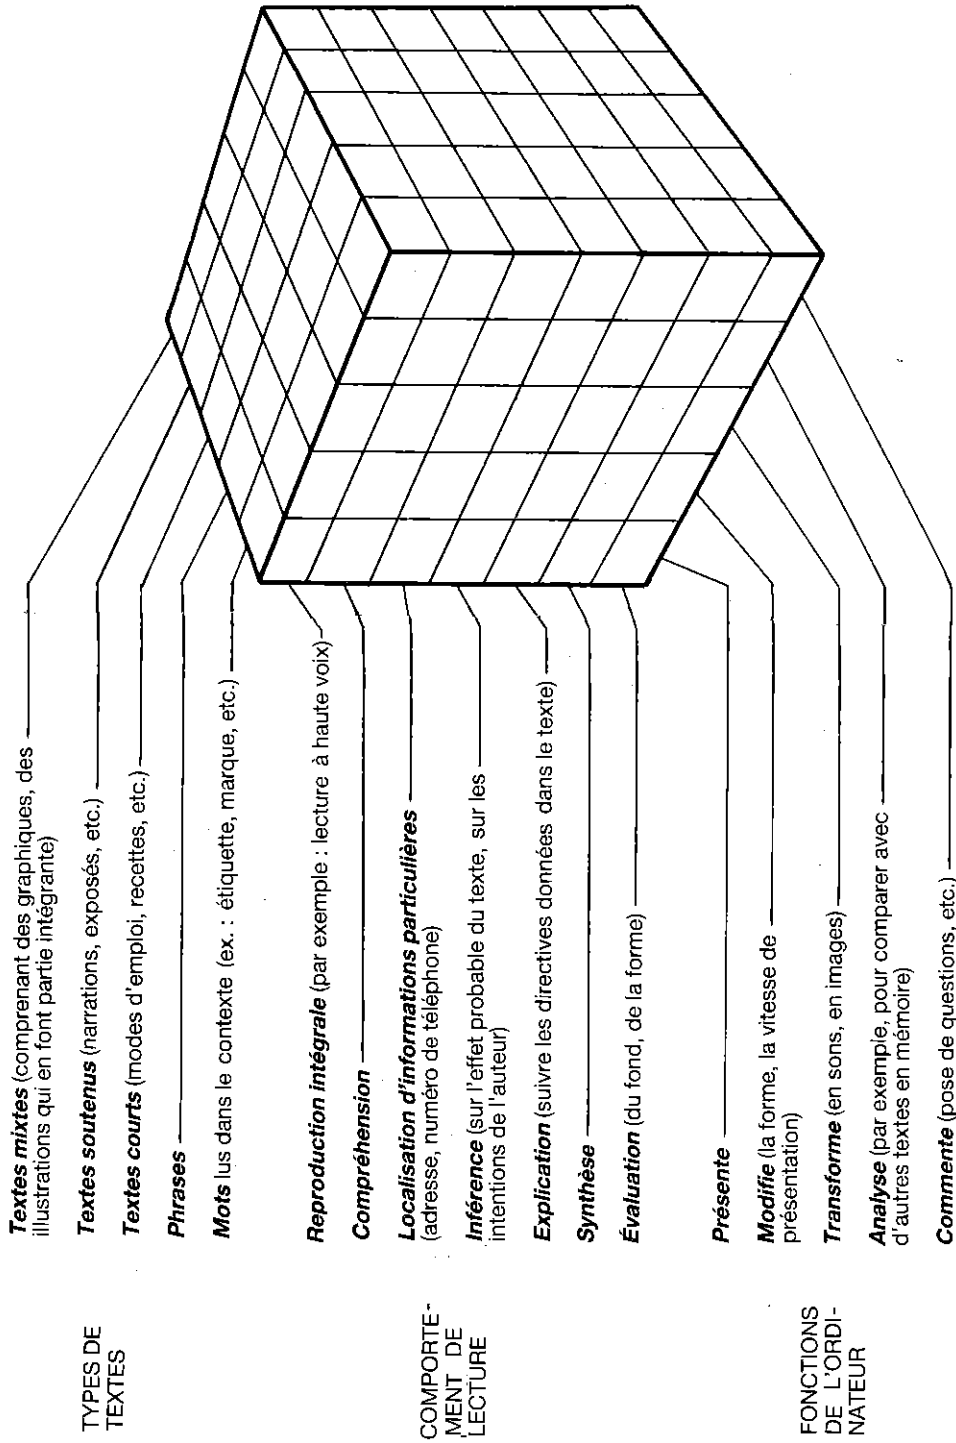 TYPES DE
TEXTES
Textes mixtes (comprenant des graphiques, des
illustrations qui en font partie intégrante)
Textes soutenus (narrations, exposés, etc.)
Textes courts (modes d'emploi, recettes, etc.)
Phrases
Mots lus dans le contexte (ex. : étiquette, marque, etc.)
COMPORTE-
MENT DE
LECTURE
Reproduction intégrale (par exemple : lecture à haute voix)
Compréhension
Localisation d'informations particulières
(adresse, numéro de téléphone)
Inférence (sur l'effet probable du texte, sur les
intentions de l'auteur)
Explication (suivre les directives données dans le texte)
Synthèse
Évaluation (du fond, de la forme)
FONCTIONS
DE L'ORDI-
NATEUR
Présente
Modifie (la forme, la vitesse de
présentation)
Transforme (en sons, en images)
Analyse (par exemple, pour comparer avec
d'autres textes en mémoire)
Commente (pose de questions, etc.)